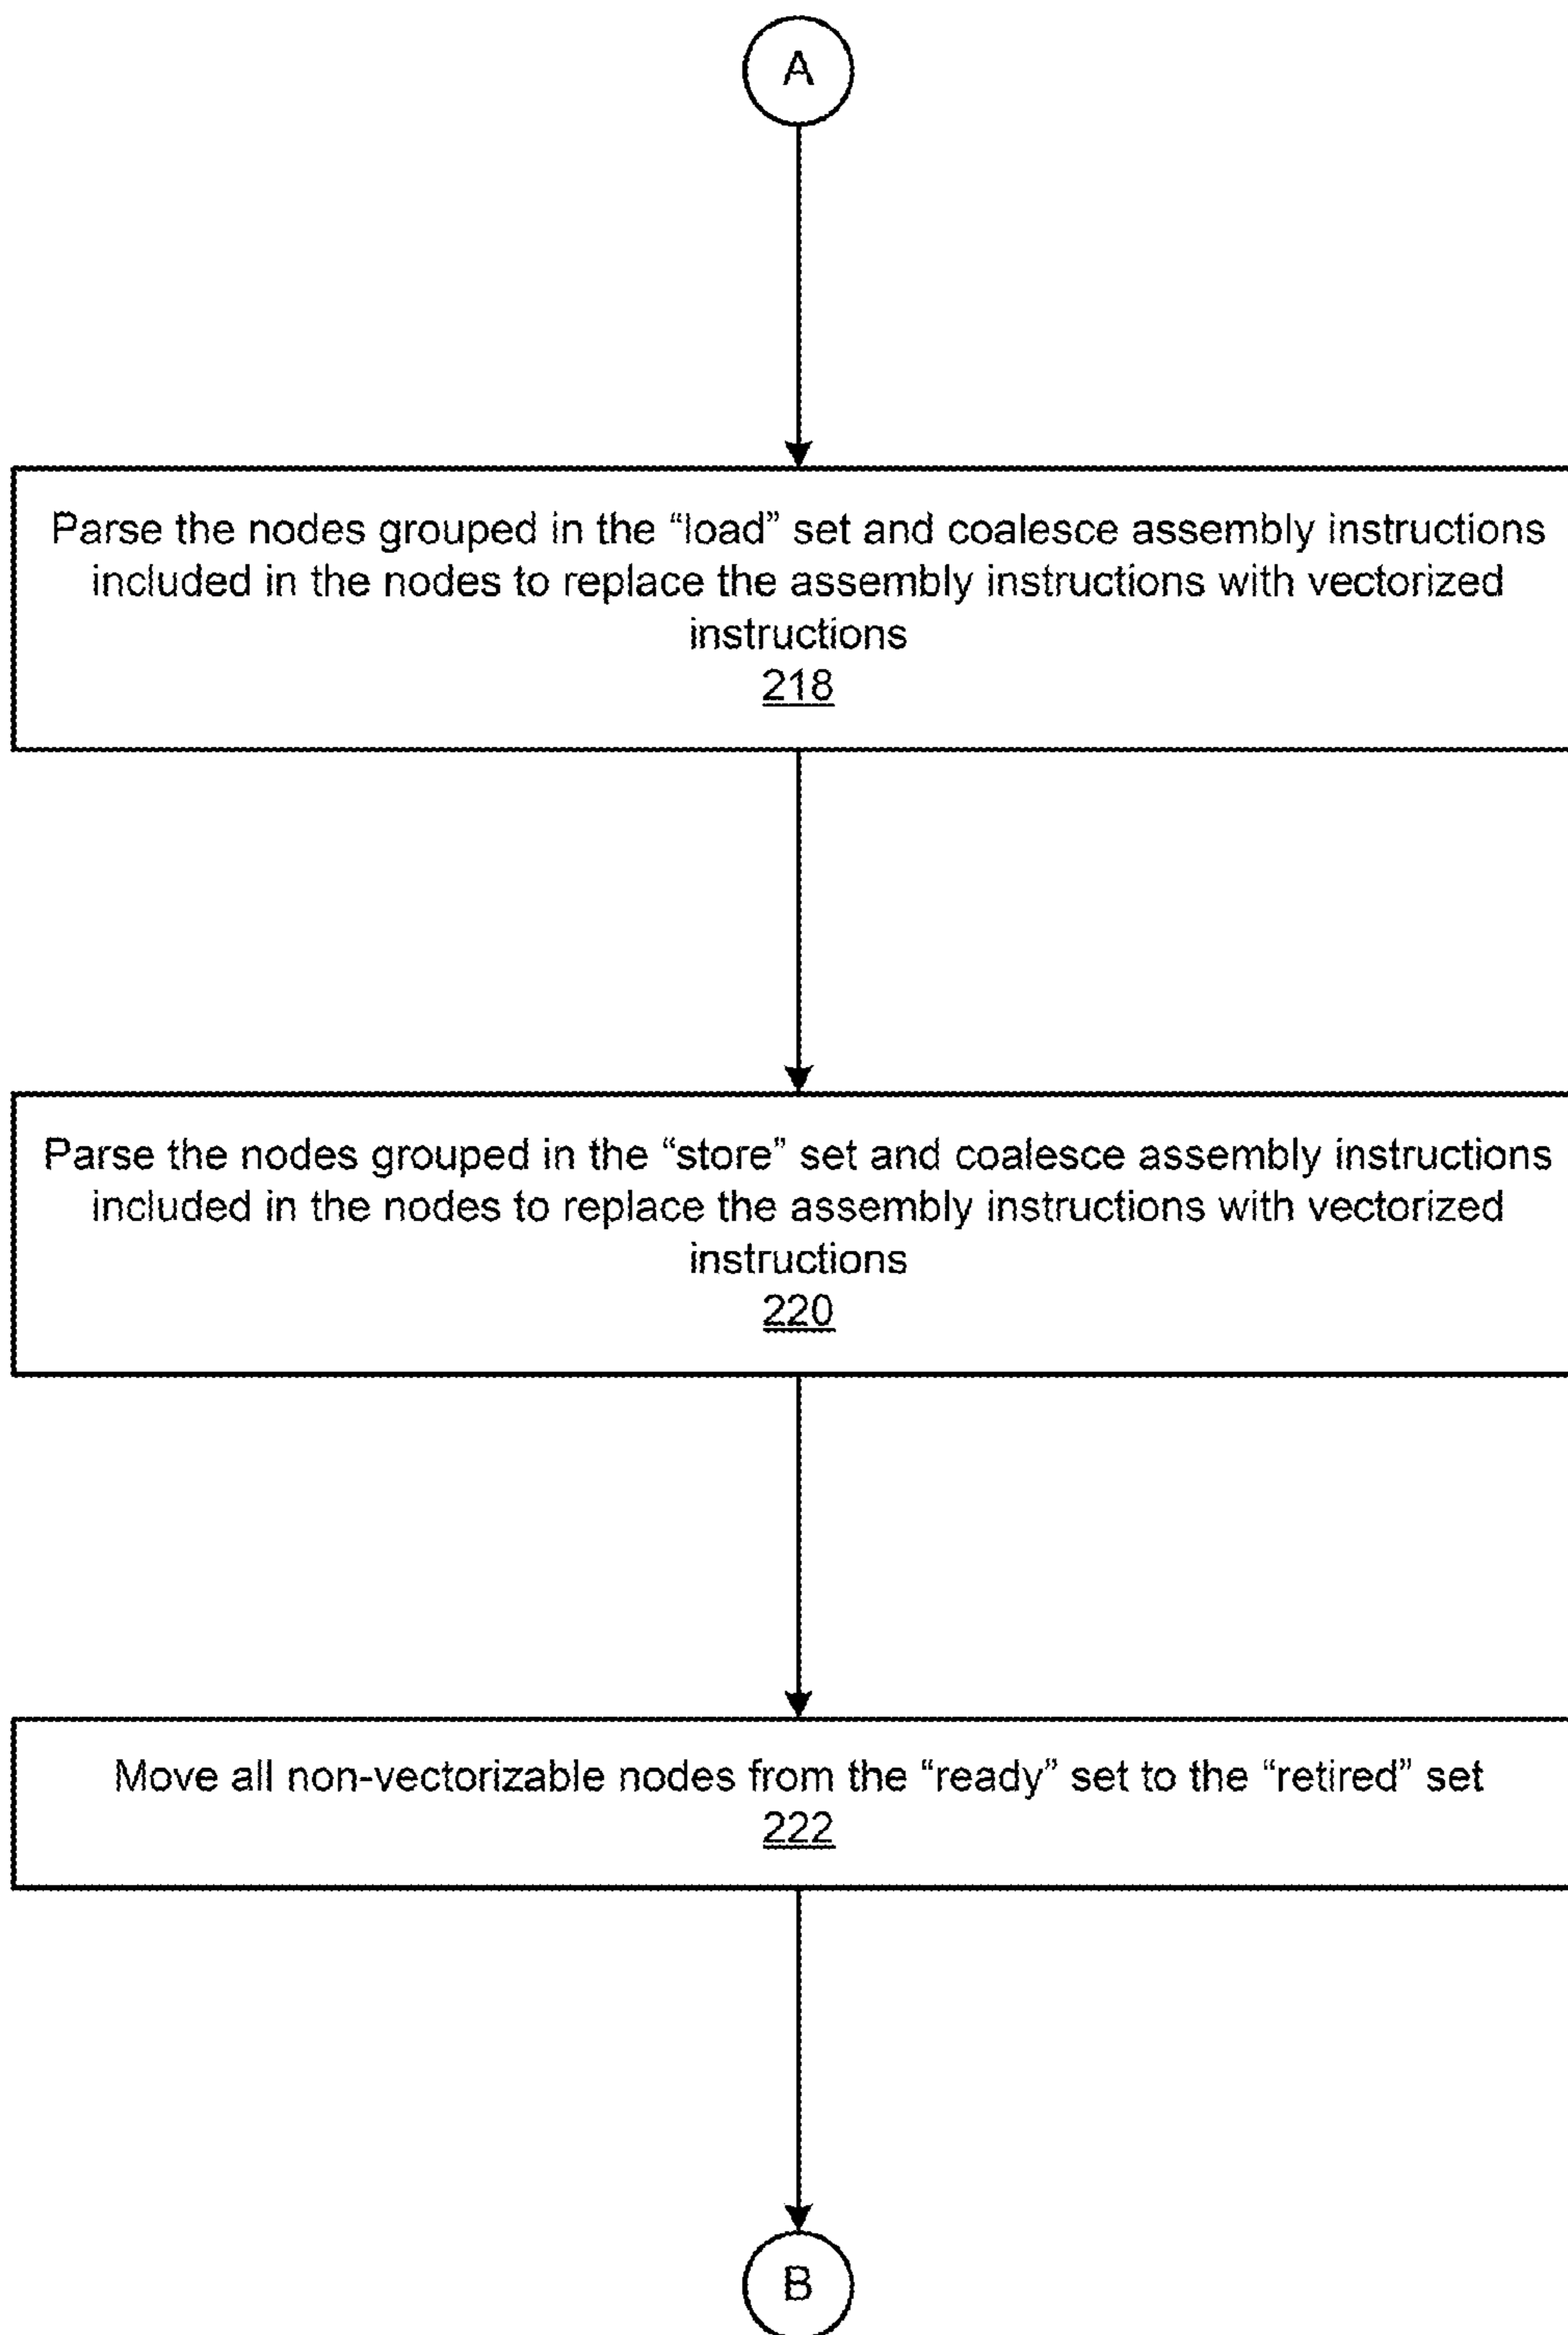 A
Parse the nodes grouped in the “load” set and coalesce assembly instructions
included in the nodes to replace the assembly instructions with vectorized
instructions
218
Parse the nodes grouped in the “store” set and coalesce assembly instructions
included in the nodes to replace the assembly instructions with vectorized
instructions
220
Move all non-vectorizable nodes from the “ready” set to the “retired” set
222
B